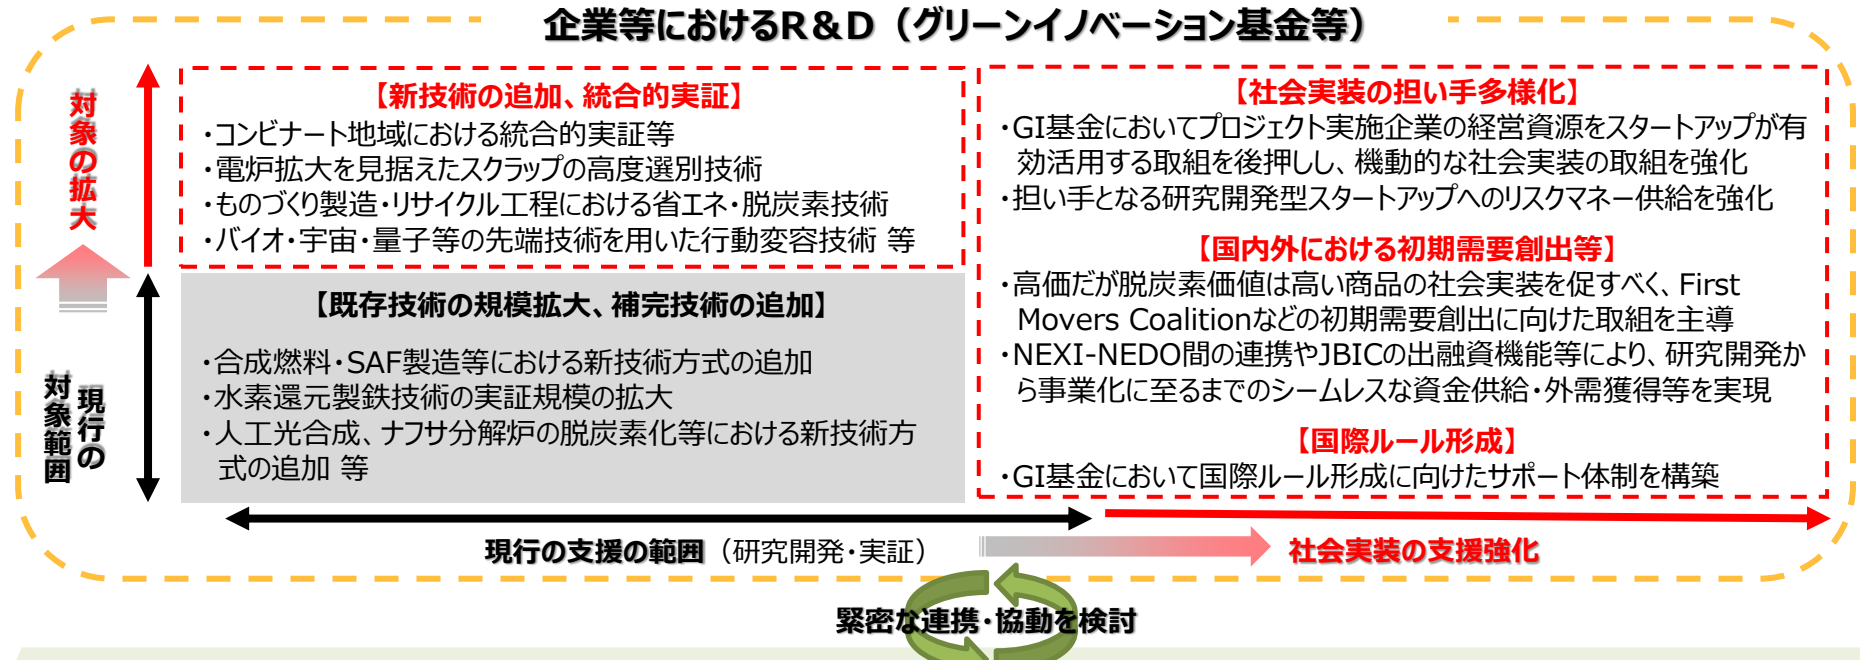 企業等におけるR&D（グリーンイノベーション基金等）
対象の拡大
【新技術の追加、統合的実証】
・コンビナート地域における統合的実証等
・電炉拡大を見据えたスクラップの高度選別技術
・ものづくり製造・リサイクル工程における省エネ・脱炭素技術
・バイオ・宇宙・量子等の先端技術を用いた行動変容技術 等
現行の
対象範囲
【既存技術の規模拡大、補完技術の追加】
・合成燃料・SAF製造等における新技術方式の追加
・水素還元製鉄技術の実証規模の拡大
・人工光合成、ナフサ分解炉の脱炭素化等における新技術方
式の追加 等
【社会実装の担い手多様化】
・GI基金においてプロジェクト実施企業の経営資源をスタートアップが有
効活用する取組を後押しし、機動的な社会実装の取組を強化
・担い手となる研究開発型スタートアップへのリスクマネー供給を強化
【国内外における初期需要創出等】
・高価だが脱炭素価値は高い商品の社会実装を促すべく、First
Movers Coalitionなどの初期需要創出に向けた取組を主導
・NEXI-NEDO間の連携やJBICの出融資機能等により、研究開発か
ら事業化に至るまでのシームレスな資金供給・外需獲得等を実現
【国際ルール形成】
・GI基金において国際ルール形成に向けたサポート体制を構築
現行の支援の範囲（研究開発・実証）
社会実装の支援強化
緊密な連携・協働を検討